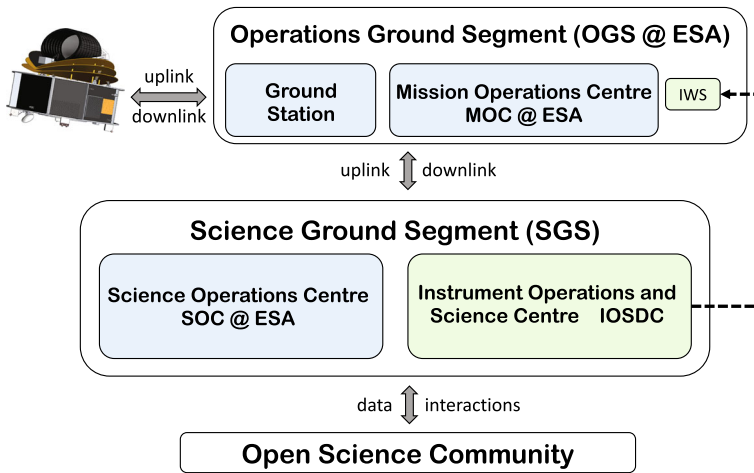 Operations Ground Segment (OGS @ ESA)
uplink
downlink
Ground
Station
Mission Operations Centre
MOC @ ESA
IWS
uplink downlink
Science Ground Segment (SGS)
Science Operations Centre
SOC @ ESA
Instrument Operations and
Science Centre IOSDC
data interactions
Open Science Community